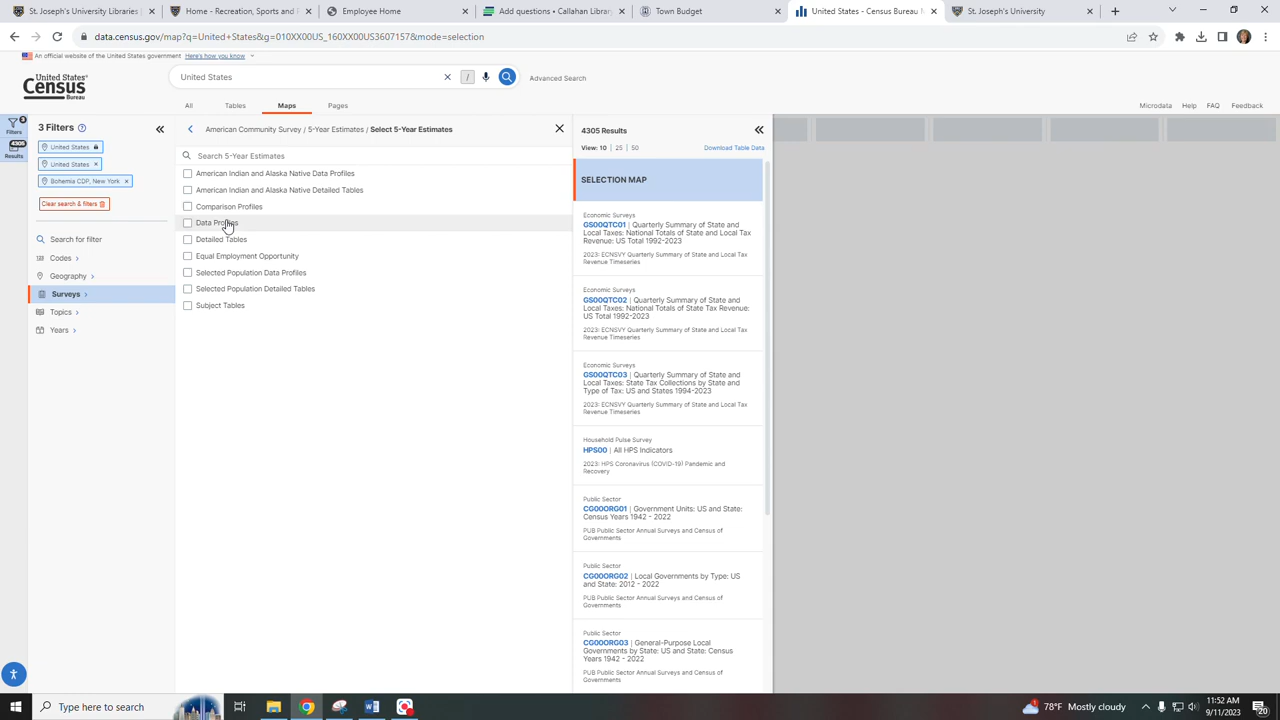 St. Joseph's Libraries
St. Joseph's University New York
Employee Home
Add questions - Callahan Library
United States - Census Bureau
St. Joseph's University
data.census.gov/map?q=United+States&g=010XX00US_160XX00US3607157&mode=selection
An official website of the United States government Here's how you know
United States
Census
Bureau
United States
/
Advanced Search
All Tables Maps Pages
Microdata Help FAQ Feedback
3
Filters
4305
Results
3 Filters
United States
United States ×
Bohemia CDP, New York ×
Clear search & filters
Search for filter
Codes
Geography
Surveys
Topics
Years
American Community Survey / 5-Year Estimates / Select 5-Year Estimates
Search 5-Year Estimates
American Indian and Alaska Native Data Profiles
American Indian and Alaska Native Detailed Tables
Comparison Profiles
Data Profiles
Detailed Tables
Equal Employment Opportunity
Selected Population Data Profiles
Selected Population Detailed Tables
Subject Tables
4305 Results
View: 10 | 25 | 50 Download Table Data
SELECTION MAP
Economic Surveys
GS00QTC01 | Quarterly Summary of State and
Local Taxes: National Totals of State and Local Tax
Revenue: US Total 1992-2023
2023: ECNSVY Quarterly Summary of State and Local Tax
Revenue Timeseries
Economic Surveys
GS00QTC02 | Quarterly Summary of State and
Local Taxes: National Totals of State Tax Revenue:
US Total 1992-2023
2023: ECNSVY Quarterly Summary of State and Local Tax
Revenue Timeseries
Economic Surveys
GS00QTC03 | Quarterly Summary of State and
Local Taxes: State Tax Collections by State and
Type of Tax: US and States 1994-2023
2023: ECNSVY Quarterly Summary of State and Local Tax
Revenue Timeseries
Household Pulse Survey
HPS00 | All HPS Indicators
2023: HPS Coronavirus (COVID-19) Pandemic and
Recovery
Public Sector
CG00ORG01 | Government Units: US and State:
Census Years 1942 - 2022
PUB Public Sector Annual Surveys and Census of
Governments
Public Sector
CG00ORG02 | Local Governments by Type: US
and State: 2012 - 2022
PUB Public Sector Annual Surveys and Census of
Governments
Public Sector
CG00ORG03 | General-Purpose Local
Governments by State: US and State: Census
Years 1942 - 2022
PUB Public Sector Annual Surveys and Census of
Governments
Type here to search
78°F Mostly cloudy
11:52 AM
9/11/2023
20